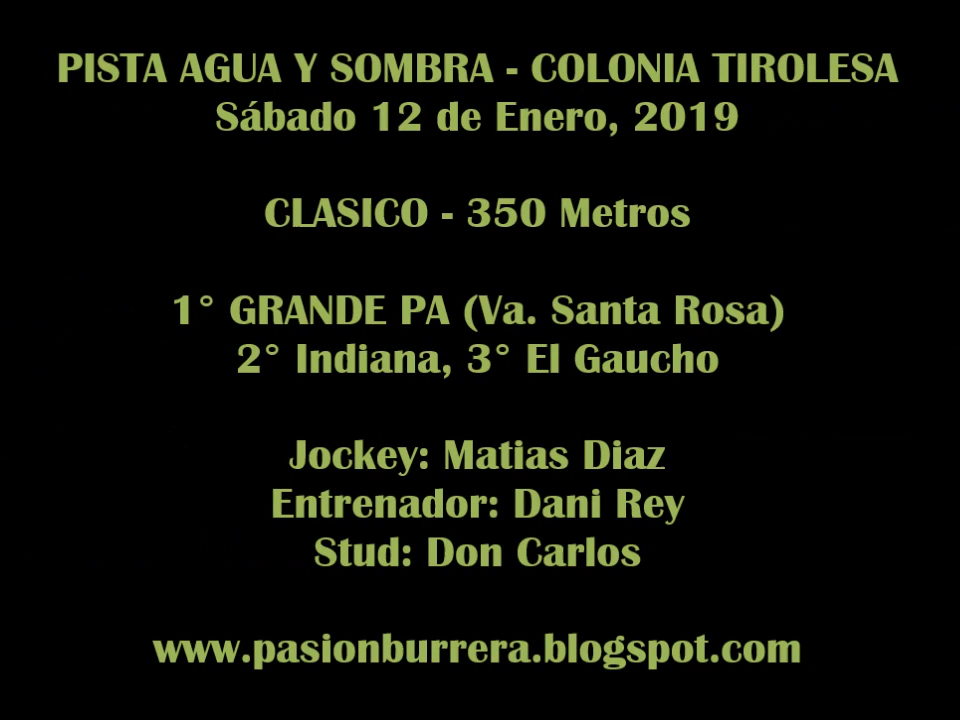 PISTA AGUA Y SOMBRA - COLONIA TIROLESA
Sábado 12 de Enero, 2019
CLASICO - 350 Metros
1° GRANDE PA (Va. Santa Rosa)
2° Indiana, 3° El Gaucho
Jockey: Matias Diaz
Entrenador: Dani Rey
Stud: Don Carlos
www.pasionburrera.blogspot.com